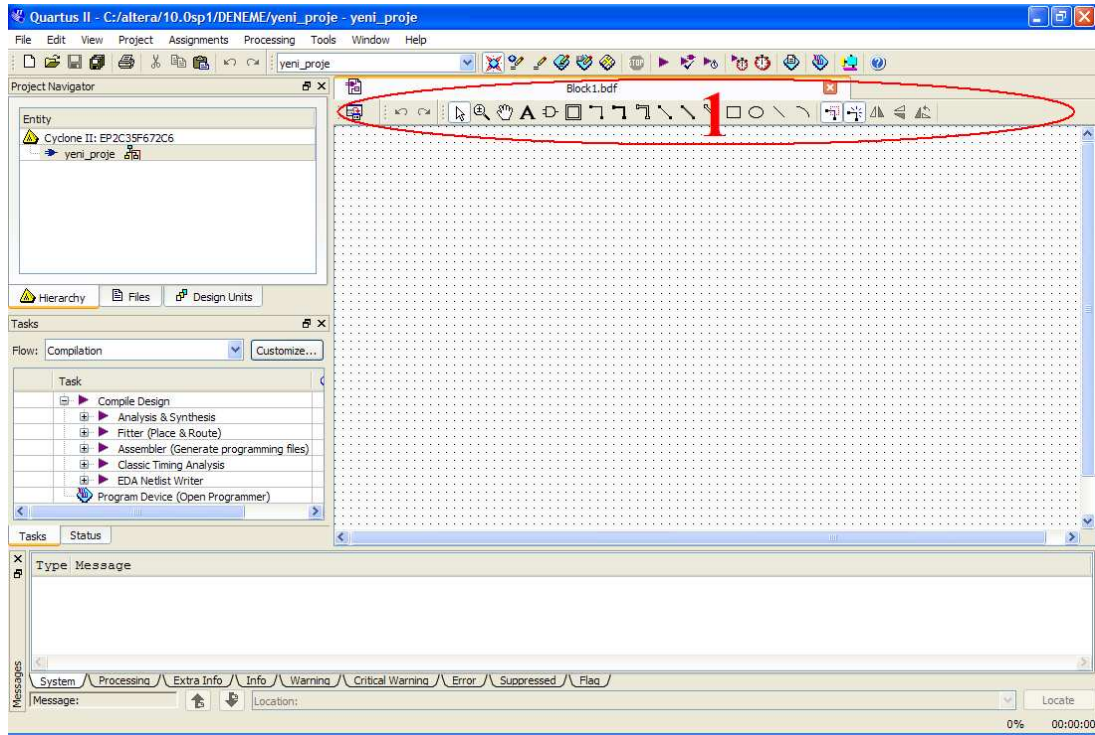 Quartus II - C:/altera/10.0sp1/DENEME/yeni_proje - yeni_proje
File Edit View Project Assignments Processing Tools Window Help
yeni_proje
Project Navigator
Block1.bdf
1
Entity
Cyclone II: EP2C35F672C6
yeni_proje
Hierarchy Files Design Units
Tasks
Flow: Compilation Customize...
Task
Compile Design
Analysis & Synthesis
Fitter (Place & Route)
Assembler (Generate programming files)
Classic Timing Analysis
EDA Netlist Writer
Program Device (Open Programmer)
Tasks Status
Type Message
Messages
System Processing Extra Info Info Warning Critical Warning Error Suppressed Flag
Message: Location: Locate
0% 00:00:00